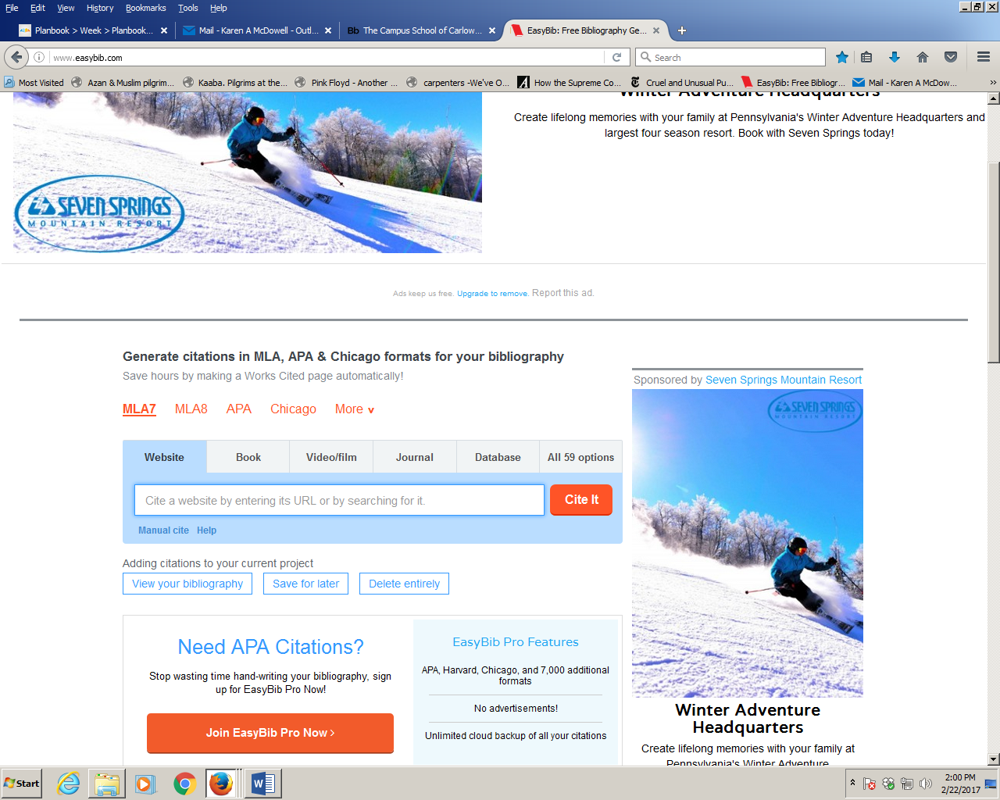 File Edit View History Bookmarks Tools Help
Planbook > Week > Planbook...
Mail - Karen A McDowell - Outl...
Bb The Campus School of Carlow...
EasyBib: Free Bibliography Ge...
www.easybib.com
Search
Most Visited
Azan & Muslim pilgrim...
Kaaba. Pilgrims at the...
Pink Floyd - Another ...
carpenters -We've O...
How the Supreme Co...
Cruel and Unusual Pu...
EasyBib: Free Bibliogr...
Mail - Karen A McDow...
Winter Adventure Headquarters
Create lifelong memories with your family at Pennsylvania's Winter Adventure Headquarters and
largest four season resort. Book with Seven Springs today!
SEVEN SPRINGS
MOUNTAIN RESORT
Ads keep us free. Upgrade to remove. Report this ad.
Generate citations in MLA, APA & Chicago formats for your bibliography
Save hours by making a Works Cited page automatically!
MLA7 MLA8 APA Chicago More v
Website Book Video/film Journal Database All 59 options
Cite a website by entering its URL or by searching for it.
Cite It
Manual cite Help
Adding citations to your current project
View your bibliography Save for later Delete entirely
Need APA Citations?
Stop wasting time hand-writing your bibliography, sign
up for EasyBib Pro Now!
Join EasyBib Pro Now >
EasyBib Pro Features
APA, Harvard, Chicago, and 7,000 additional
formats
No advertisements!
Unlimited cloud backup of all your citations
Sponsored by Seven Springs Mountain Resort
SEVEN SPRINGS
MOUNTAIN RESORT
Winter Adventure
Headquarters
Create lifelong memories with your family at
Pennsylvania's Winter Adventure
Start
2:00 PM
2/22/2017